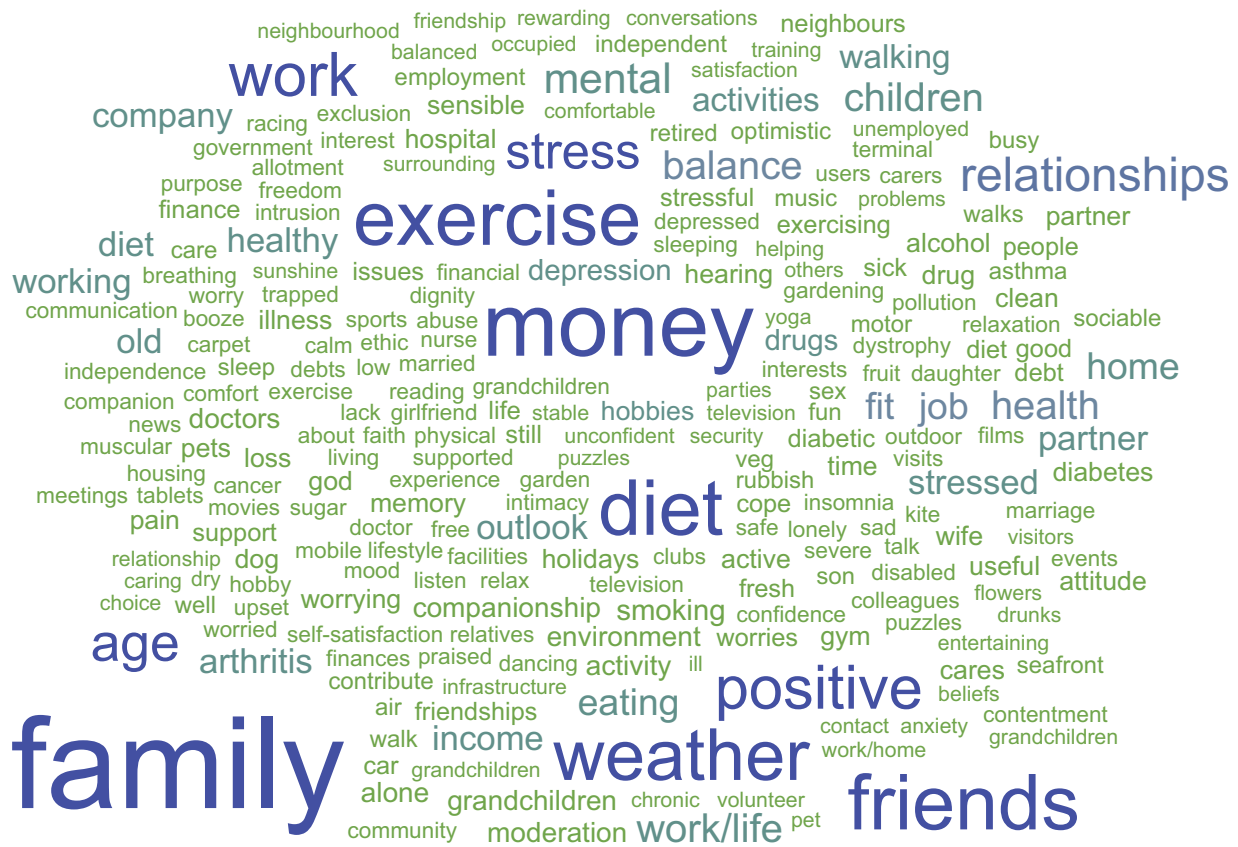 friendship rewarding conversations
neighbourhood neighbours
balanced occupied independent training walking
work employment mental satisfaction
company sensible activities children
racing exclusion comfortable
government interest hospital stress retired optimistic unemployed busy
allotment surrounding balance terminal relationships
purpose freedom users carers
finance intrusion exercise stressful music problems walks partner
diet care healthy depressed exercising alcohol people
sleeping helping
working breathing sunshine issues financial depression hearing others sick drug asthma
communication worry trapped dignity gardening pollution clean
booze illness sports abuse money yoga motor relaxation sociable
old carpet calm ethic nurse drugs dystrophy diet good
independence sleep debts low married interests fruit daughter debt home
companion comfort exercise reading grandchildren parties sex
news doctors lack girlfriend life stable hobbies television fun fit job health
muscular pets about faith physical still unconfident security diabetic outdoor films partner
housing loss living supported puzzles veg time visits diabetes
meetings tablets cancer god experience garden rubbish stressed
movies sugar memory intimacy diet cope insomnia marriage
pain support doctor free outlook safe lonely sad kite wife visitors
relationship dog mobile lifestyle facilities holidays clubs active severe talk useful events
caring dry hobby mood listen relax television fresh son disabled flowers attitude
choice well upset worrying companionship smoking confidence colleagues puzzles drunks
age worried self-satisfaction relatives environment worries gym entertaining
arthritis finances praised dancing activity ill cares seafront
contribute infrastructure eating positive beliefs
air friendships contact anxiety contentment
family walk income weather work/home grandchildren
car grandchildren
alone grandchildren chronic volunteer friends
community moderation work/life pet